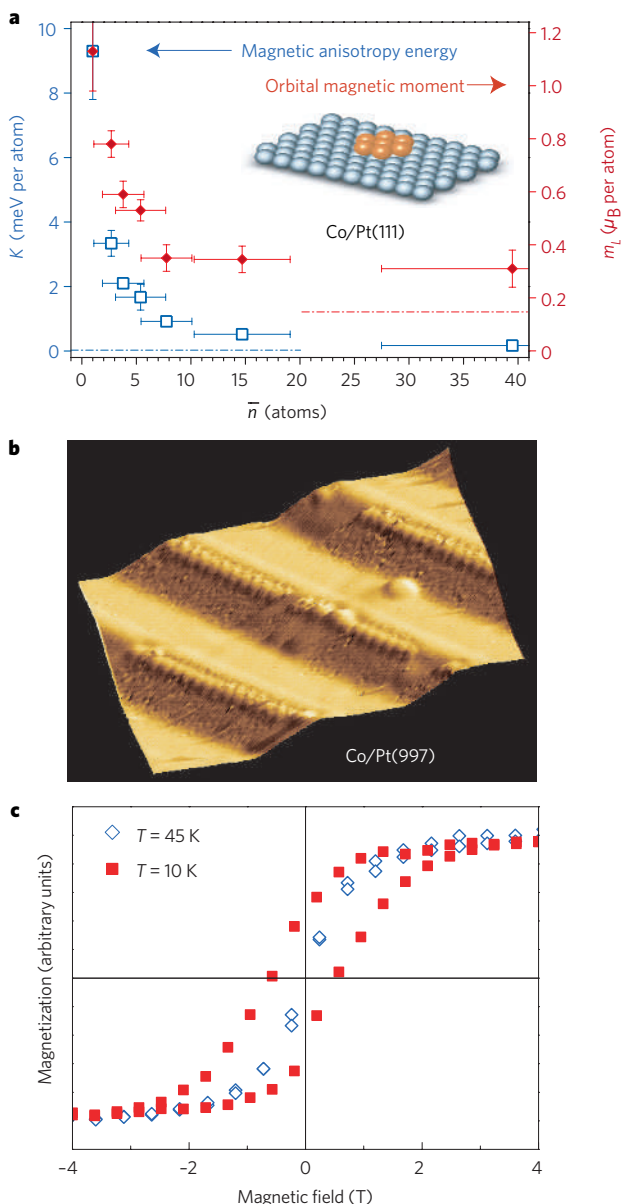 a
10
8
6
4
2
0
K (meV per atom)
Magnetic anisotropy energy
Orbital magnetic moment
Co/Pt(111)
1.2
1.0
0.8
0.6
0.4
0.2
0
mL (μB per atom)
0 5 10 15 20 25 30 35 40
n̅ (atoms)
b
Co/Pt(997)
c
T = 45 K
T = 10 K
Magnetization (arbitrary units)
−4 −2 0 2 4
Magnetic field (T)